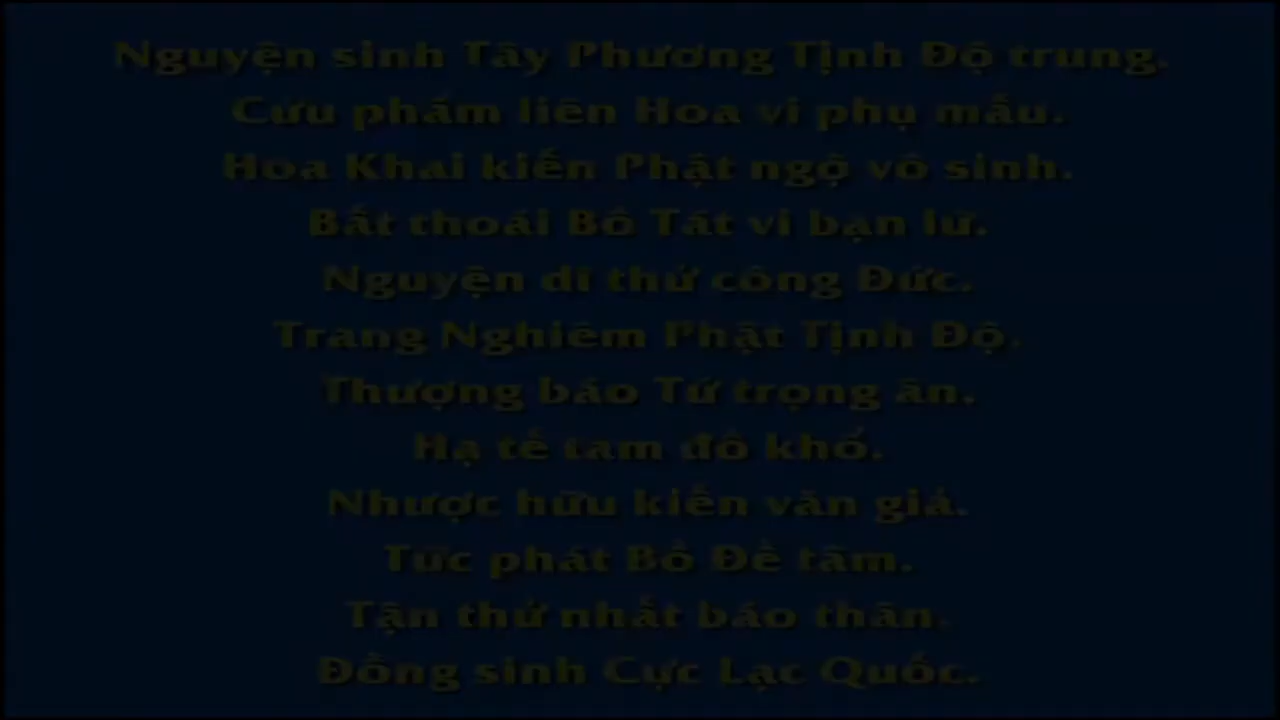 Nguyện sinh Tây Phương Tịnh Độ trung.
Cửu phẩm liên Hoa vi phụ mẫu.
Hoa Khai kiến Phật ngộ vô sinh.
Bất thoái Bồ Tát vi bạn lữ.
Nguyện dĩ thử công Đức.
Trang Nghiêm Phật Tịnh Độ.
Thượng báo Tứ trọng ân.
Hạ tế tam đồ khổ.
Nhược hữu kiến văn giả.
Tức phát Bồ Đề tâm.
Tận thử nhất báo thân.
Đồng sinh Cực Lạc Quốc.